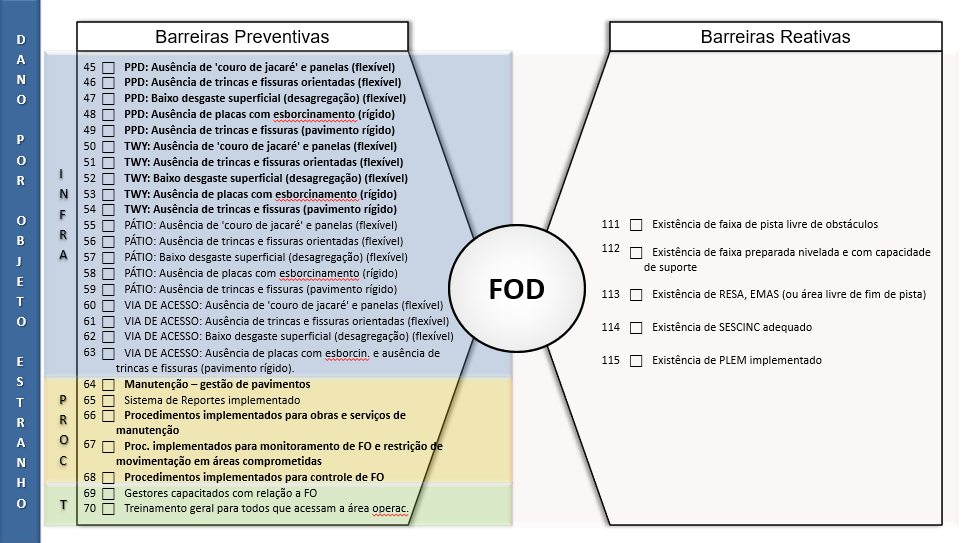 DANO POR OBJETO ESTRANHO
Barreiras Preventivas
INFRA
45 PPD: Ausência de 'couro de jacaré' e panelas (flexível)
46 PPD: Ausência de trincas e fissuras orientadas (flexível)
47 PPD: Baixo desgaste superficial (desagregação) (flexível)
48 PPD: Ausência de placas com esborcinamento (rígido)
49 PPD: Ausência de trincas e fissuras (pavimento rígido)
50 TWY: Ausência de 'couro de jacaré' e panelas (flexível)
51 TWY: Ausência de trincas e fissuras orientadas (flexível)
52 TWY: Baixo desgaste superficial (desagregação) (flexível)
53 TWY: Ausência de placas com esborcinamento (rígido)
54 TWY: Ausência de trincas e fissuras (pavimento rígido)
55 PÁTIO: Ausência de 'couro de jacaré' e panelas (flexível)
56 PÁTIO: Ausência de trincas e fissuras orientadas (flexível)
57 PÁTIO: Baixo desgaste superficial (desagregação) (flexível)
58 PÁTIO: Ausência de placas com esborcinamento (rígido)
59 PÁTIO: Ausência de trincas e fissuras (pavimento rígido)
60 VIA DE ACESSO: Ausência de 'couro de jacaré' e panelas (flexível)
61 VIA DE ACESSO: Ausência de trincas e fissuras orientadas (flexível)
62 VIA DE ACESSO: Baixo desgaste superficial (desagregação) (flexível)
63 VIA DE ACESSO: Ausência de placas com esborcin. e ausência de
trincas e fissuras (pavimento rígido).
PROC
64 Manutenção – gestão de pavimentos
65 Sistema de Reportes implementado
66 Procedimentos implementados para obras e serviços de
manutenção
67 Proc. implementados para monitoramento de FO e restrição de
movimentação em áreas comprometidas
68 Procedimentos implementados para controle de FO
T
69 Gestores capacitados com relação a FO
70 Treinamento geral para todos que acessam a área operac.
FOD
Barreiras Reativas
111 Existência de faixa de pista livre de obstáculos
112 Existência de faixa preparada nivelada e com capacidade
de suporte
113 Existência de RESA, EMAS (ou área livre de fim de pista)
114 Existência de SESCINC adequado
115 Existência de PLEM implementado